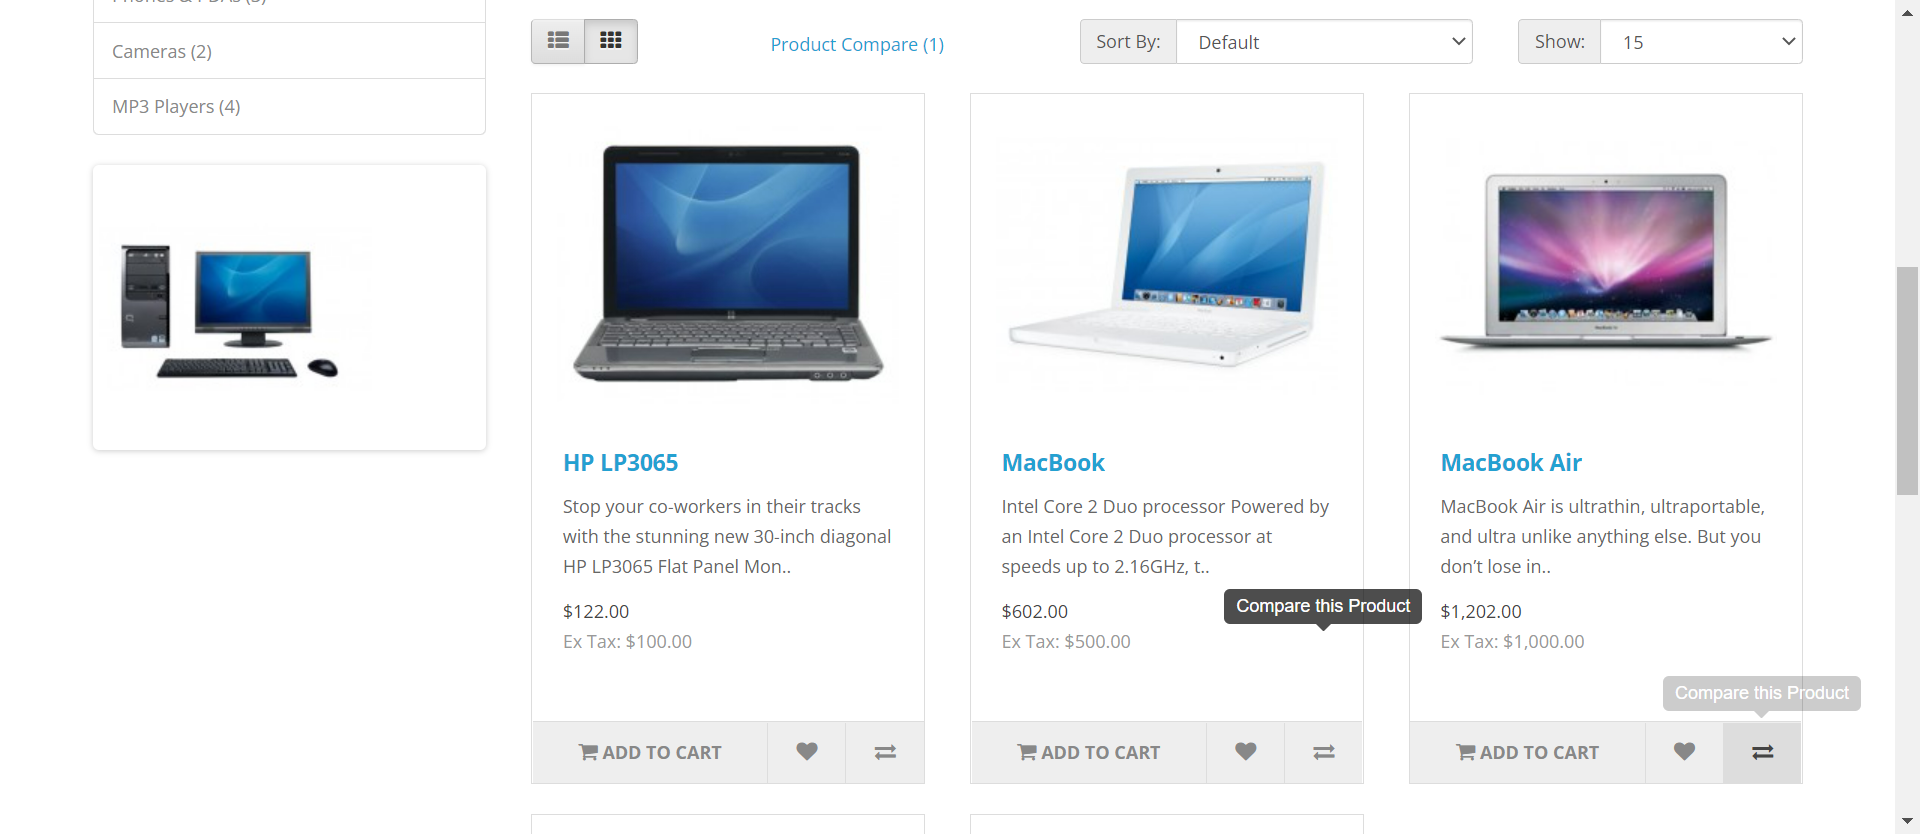 Phones & PDAs (3)
Cameras (2)
MP3 Players (4)
Product Compare (1)
Sort By:
Default
Show:
15
HP LP3065
Stop your co-workers in their tracks
with the stunning new 30-inch diagonal
HP LP3065 Flat Panel Mon..
$122.00
Ex Tax: $100.00
ADD TO CART
MacBook
Intel Core 2 Duo processor Powered by
an Intel Core 2 Duo processor at
speeds up to 2.16GHz, t..
Compare this Product
$602.00
Ex Tax: $500.00
ADD TO CART
MacBook Air
MacBook Air is ultrathin, ultraportable,
and ultra unlike anything else. But you
don’t lose in..
$1,202.00
Ex Tax: $1,000.00
Compare this Product
ADD TO CART